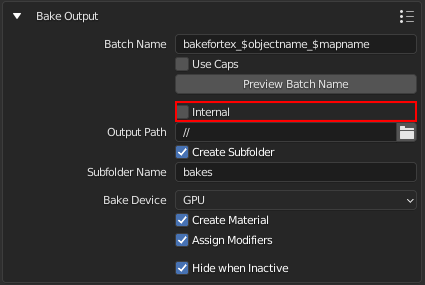 Bake Output
Batch Name bakefortex_$objectname_$mapname
Use Caps
Preview Batch Name
Internal
Output Path //
Create Subfolder
Subfolder Name bakes
Bake Device GPU
Create Material
Assign Modifiers
Hide when Inactive